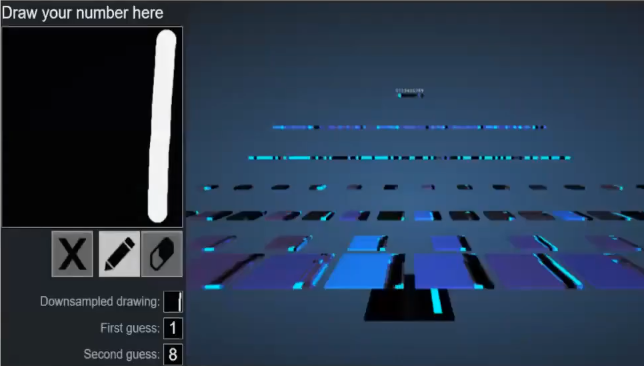 Draw your number here
X
Downsampled drawing:
First guess: 1
Second guess: 8